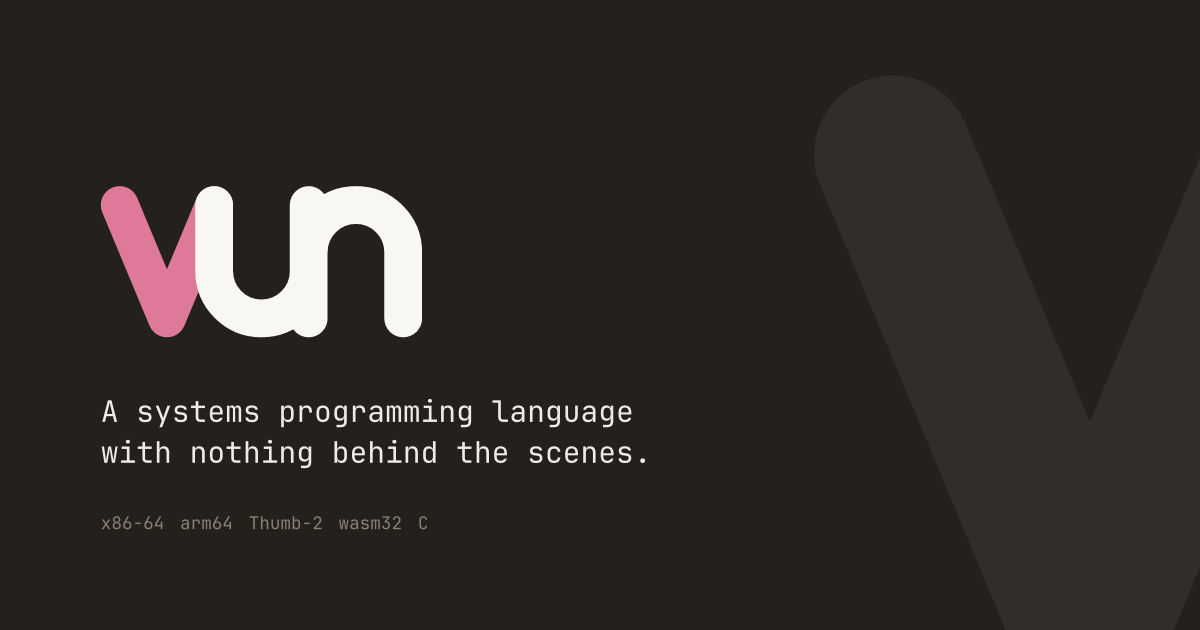 vun
A systems programming language
with nothing behind the scenes.
x86-64 arm64 Thumb-2 wasm32 C